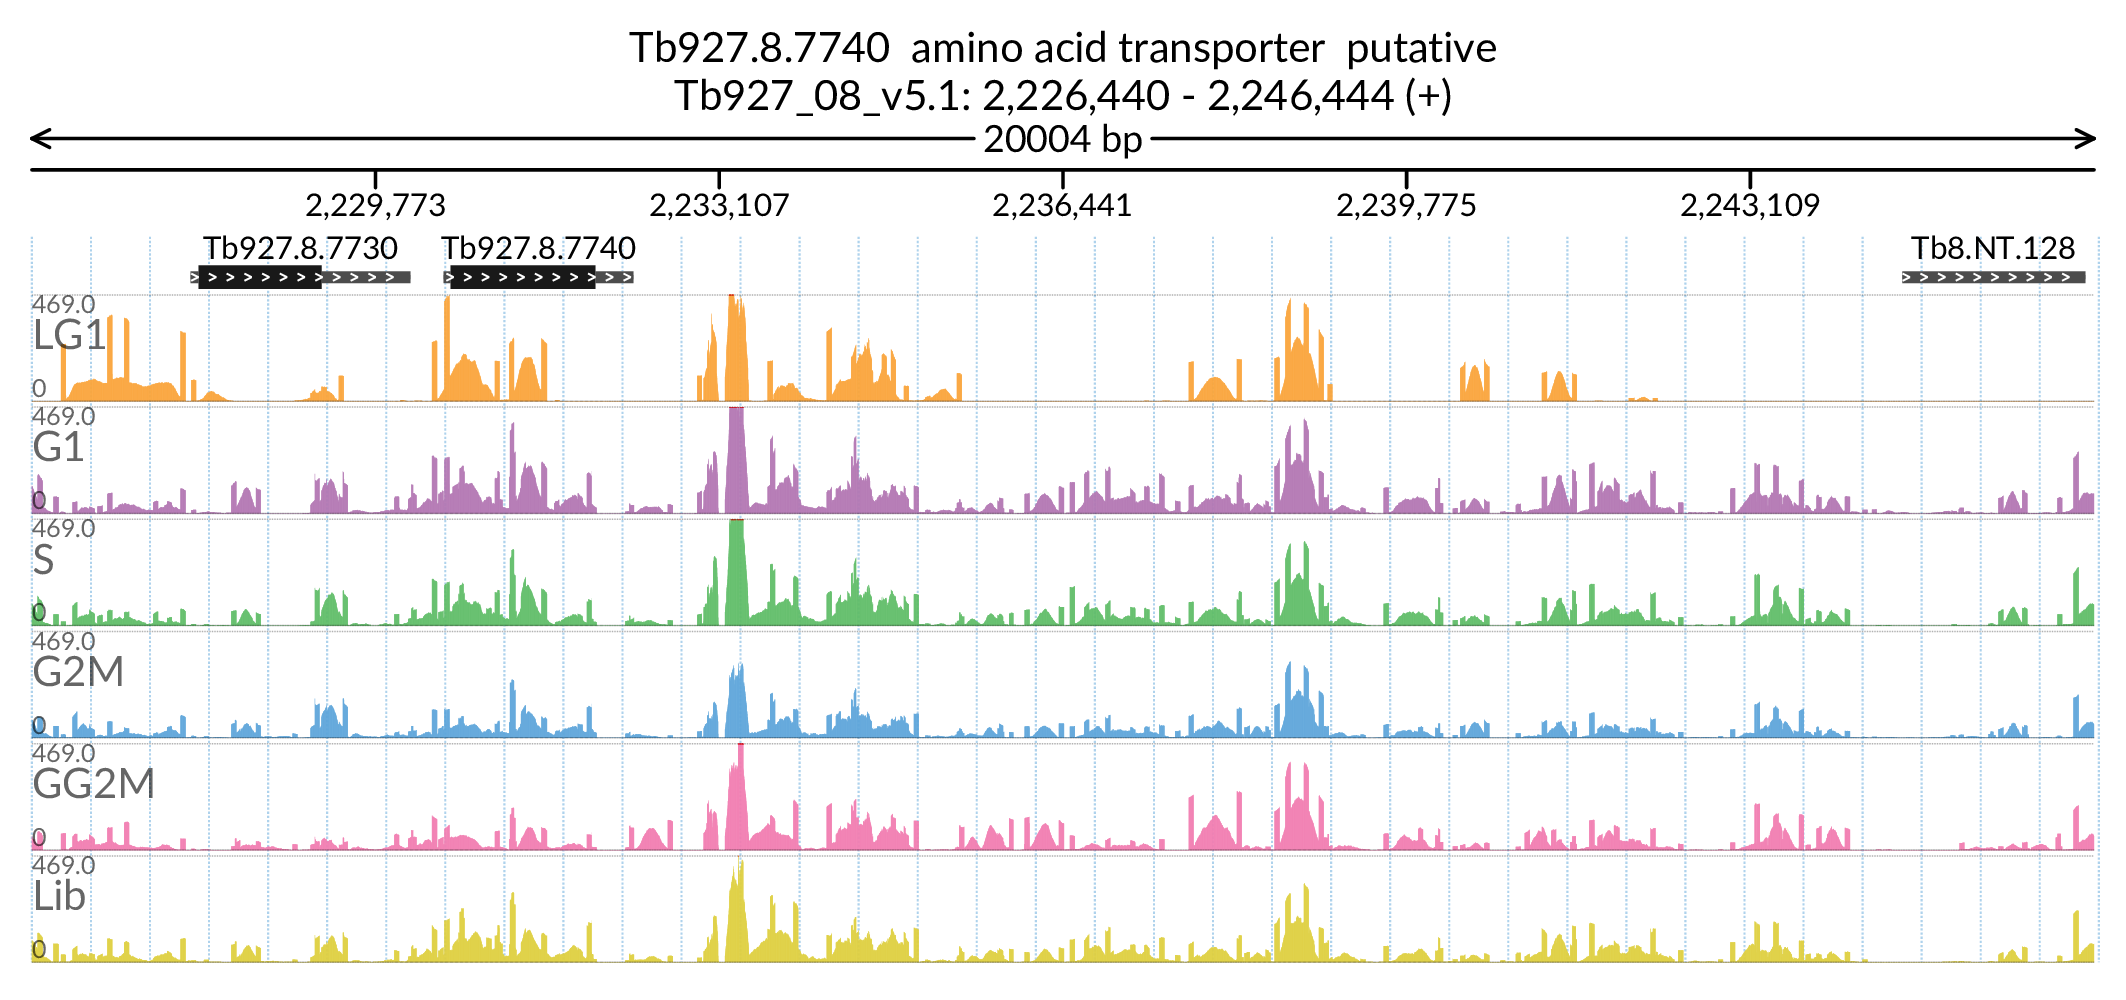 Tb927.8.7740  amino acid transporter  putative
Tb927_08_v5.1: 2,226,440 - 2,246,444 (+)
20004 bp
2,229,773 2,233,107 2,236,441 2,239,775 2,243,109
Tb927.8.7730 Tb927.8.7740 Tb8.NT.128
469.0
LG1
0
469.0
G1
0
469.0
S
0
469.0
G2M
0
469.0
GG2M
0
469.0
Lib
0